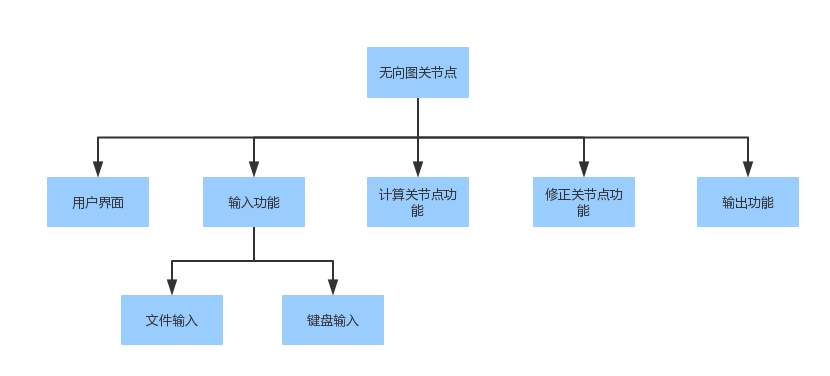 无向图关节点
用户界面
输入功能
计算关节点功
能
修正关节点功
能
输出功能
文件输入
键盘输入